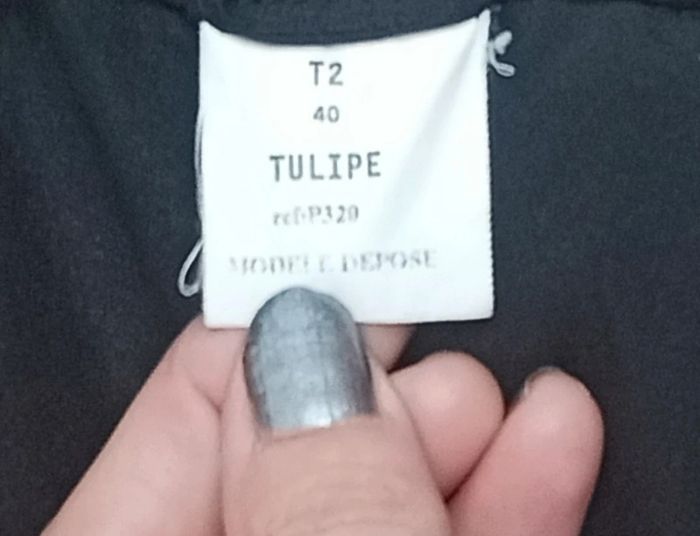 T2
40
TULIPE
ref:P320
MODELE DEPOSE